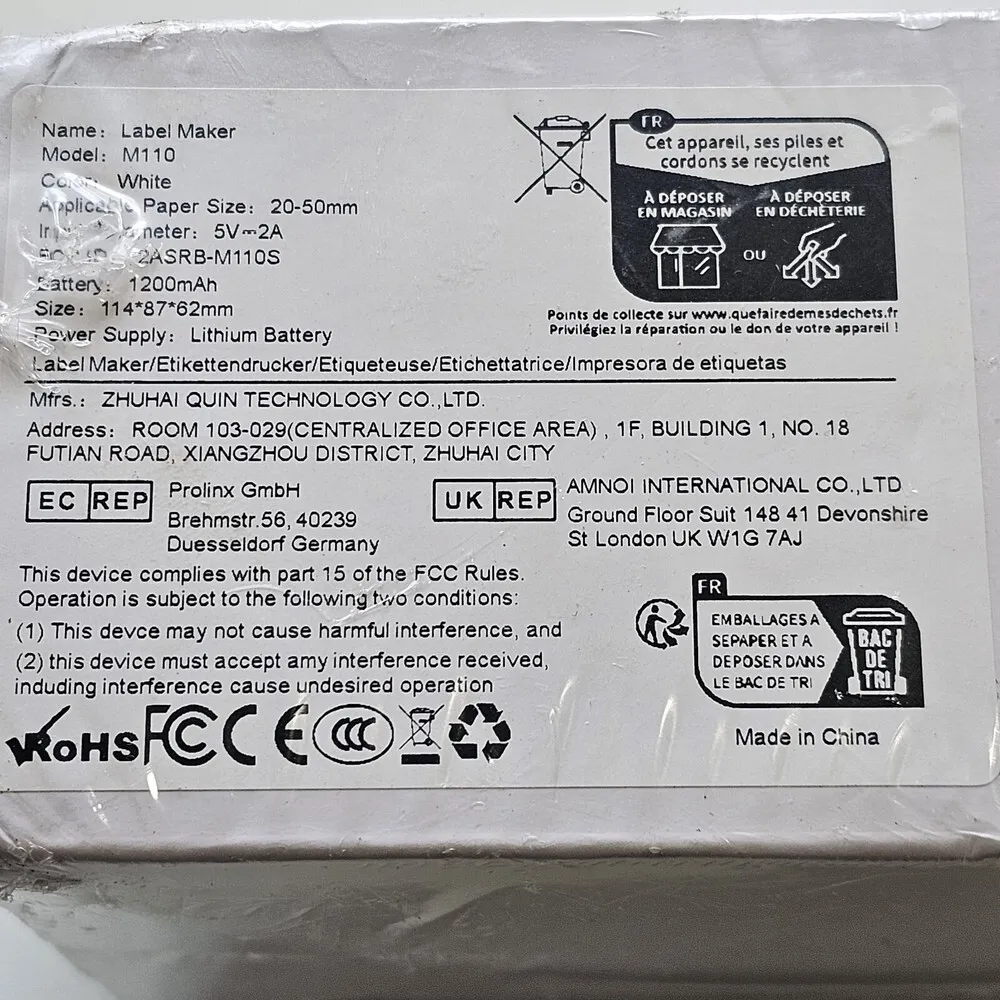 Name: Label Maker
Model: M110
Color: White
Applicable Paper Size: 20-50mm
5V⎓2A
2ASRB-M110S
Battery: 1200mAh
Size: 114*87*62mm
Power Supply: Lithium Battery
Label Maker/Etikettendrucker/Etiqueteuse/Etichettatrice/Impresora de etiquetas
FR
Cet appareil, ses piles et
cordons se recyclent
À DÉPOSER
EN MAGASIN
OU
À DÉPOSER
EN DÉCHÈTERIE
Points de collecte sur www.quefairedemesdechets.fr
Privilégiez la réparation ou le don de votre appareil !
Mfrs.: ZHUHAI QUIN TECHNOLOGY CO.,LTD.
Address: ROOM 103-029(CENTRALIZED OFFICE AREA) , 1F, BUILDING 1, NO. 18
FUTIAN ROAD, XIANGZHOU DISTRICT, ZHUHAI CITY
EC REP
Prolinx GmbH
Brehmstr.56, 40239
Duesseldorf Germany
UK REP
AMNOI INTERNATIONAL CO.,LTD
Ground Floor Suit 148 41 Devonshire
St London UK W1G 7AJ
This device complies with part 15 of the FCC Rules.
Operation is subject to the following two conditions:
(1) This devce may not cause harmful interference, and
(2) this device must accept any interference received,
induding interference cause undesired operation
FR
EMBALLAGES A
SEPAPER ET A
DEPOSER DANS
LE BAC DE TRI
BAC
DE
TRI
RoHS FC CE CCC
Made in China